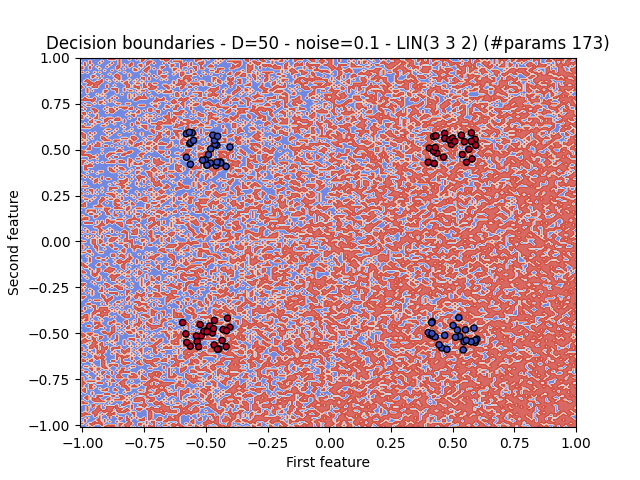 Decision boundaries - D=50 - noise=0.1 - LIN(3 3 2) (#params 173)
1.00
0.75
0.50
0.25
0.00
−0.25
−0.50
−0.75
−1.00
Second feature
−1.00 −0.75 −0.50 −0.25 0.00 0.25 0.50 0.75 1.00
First feature